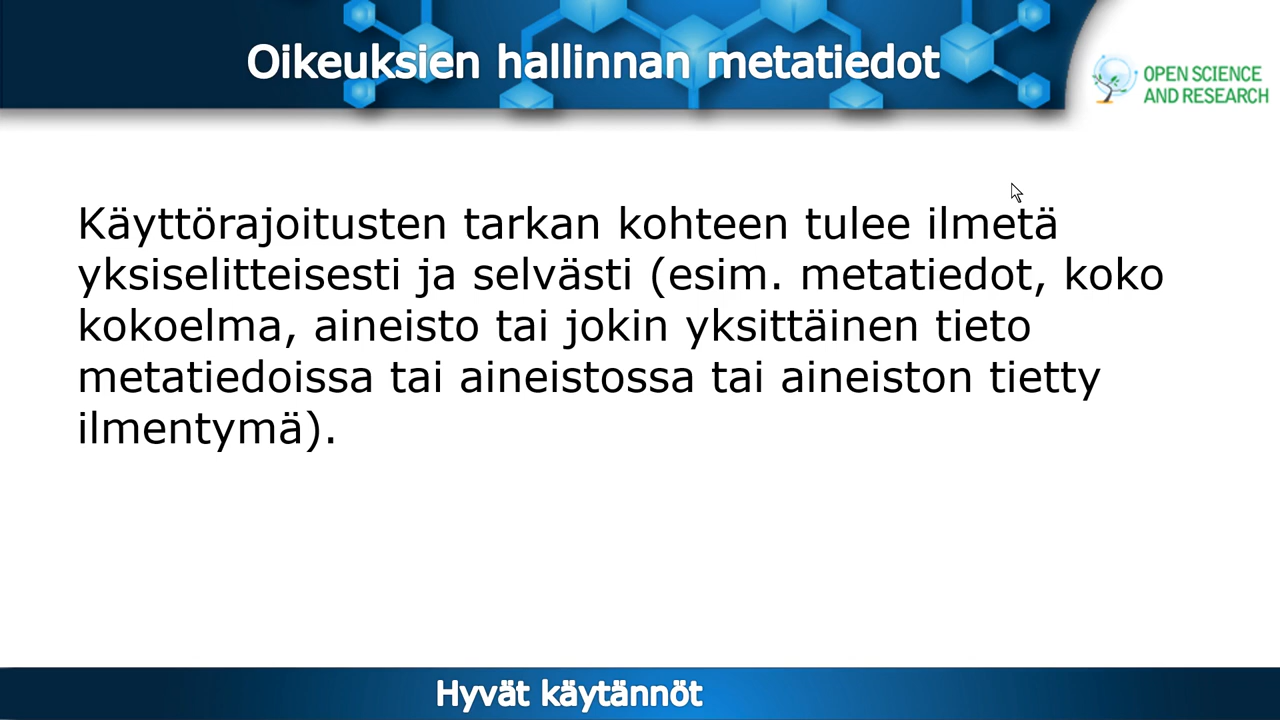 Oikeuksien hallinnan metatiedot
OPEN SCIENCE
AND RESEARCH
Käyttörajoitusten tarkan kohteen tulee ilmetä
yksiselitteisesti ja selvästi (esim. metatiedot, koko
kokoelma, aineisto tai jokin yksittäinen tieto
metatiedoissa tai aineistossa tai aineiston tietty
ilmentymä).
Hyvät käytännöt